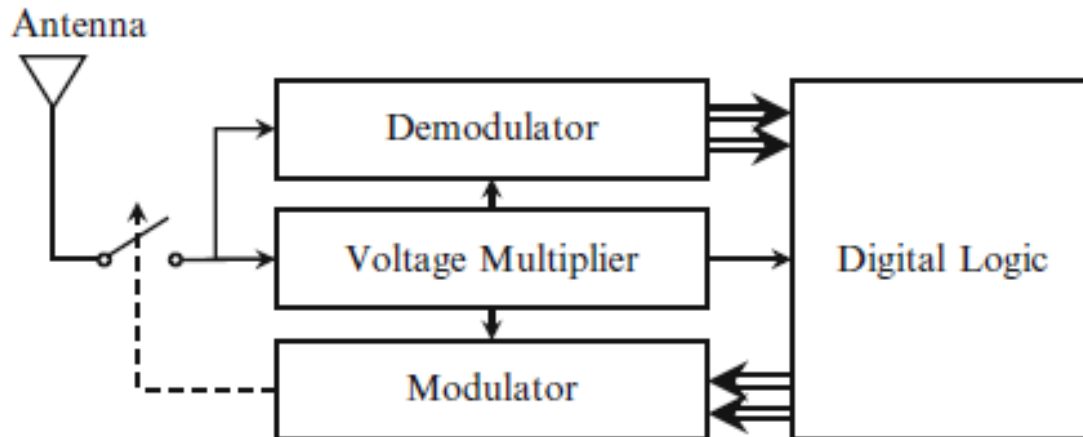 Antenna
Demodulator
Voltage Multiplier
Digital Logic
Modulator